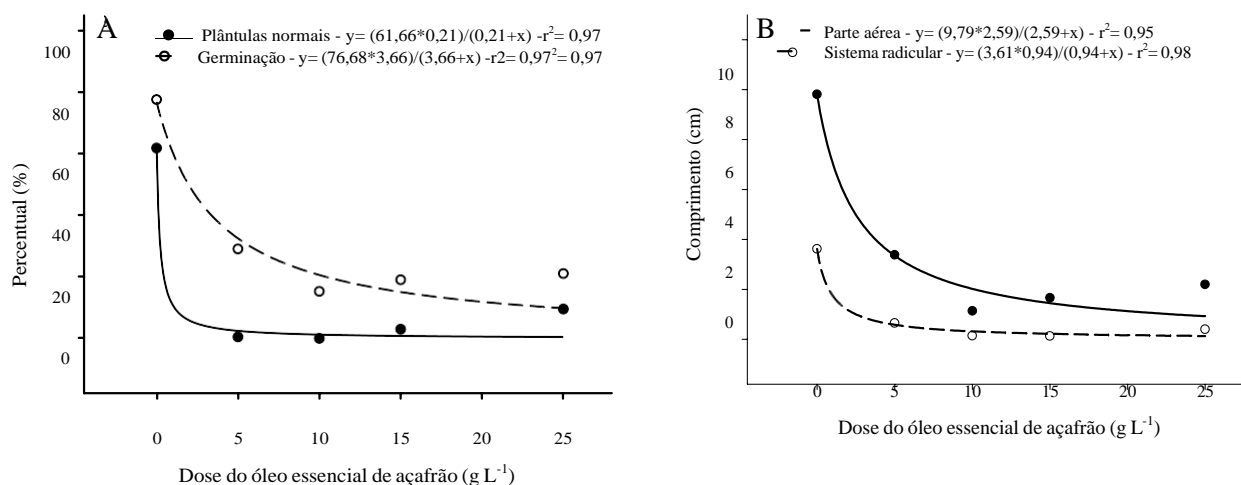 A
Plântulas normais - y= (61,66*0,21)/(0,21+x) -r²= 0,97
Germinação - y= (76,68*3,66)/(3,66+x) -r2= 0,97²= 0,97
100
80
60
40
20
0
Percentual (%)
0 5 10 15 20 25
Dose do óleo essencial de açafrão (g L⁻¹)
B
Parte aérea - y= (9,79*2,59)/(2,59+x) - r²= 0,95
Sistema radicular - y= (3,61*0,94)/(0,94+x) - r²= 0,98
12
10
8
6
4
2
0
Comprimento (cm)
0 5 10 15 20 25
Dose do óleo essencial de açafrão (g L⁻¹)